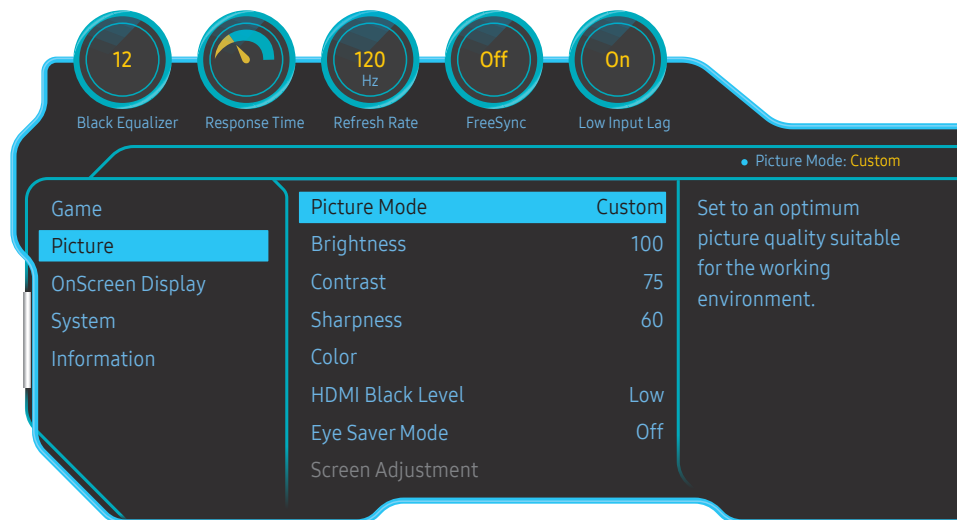 12
120
Hz
Off
On
Black Equalizer
Response Time
Refresh Rate
FreeSync
Low Input Lag
• Picture Mode: Custom
Game
Picture
OnScreen Display
System
Information
Picture Mode Custom
Brightness 100
Contrast 75
Sharpness 60
Color
HDMI Black Level Low
Eye Saver Mode Off
Screen Adjustment
Set to an optimum
picture quality suitable
for the working
environment.